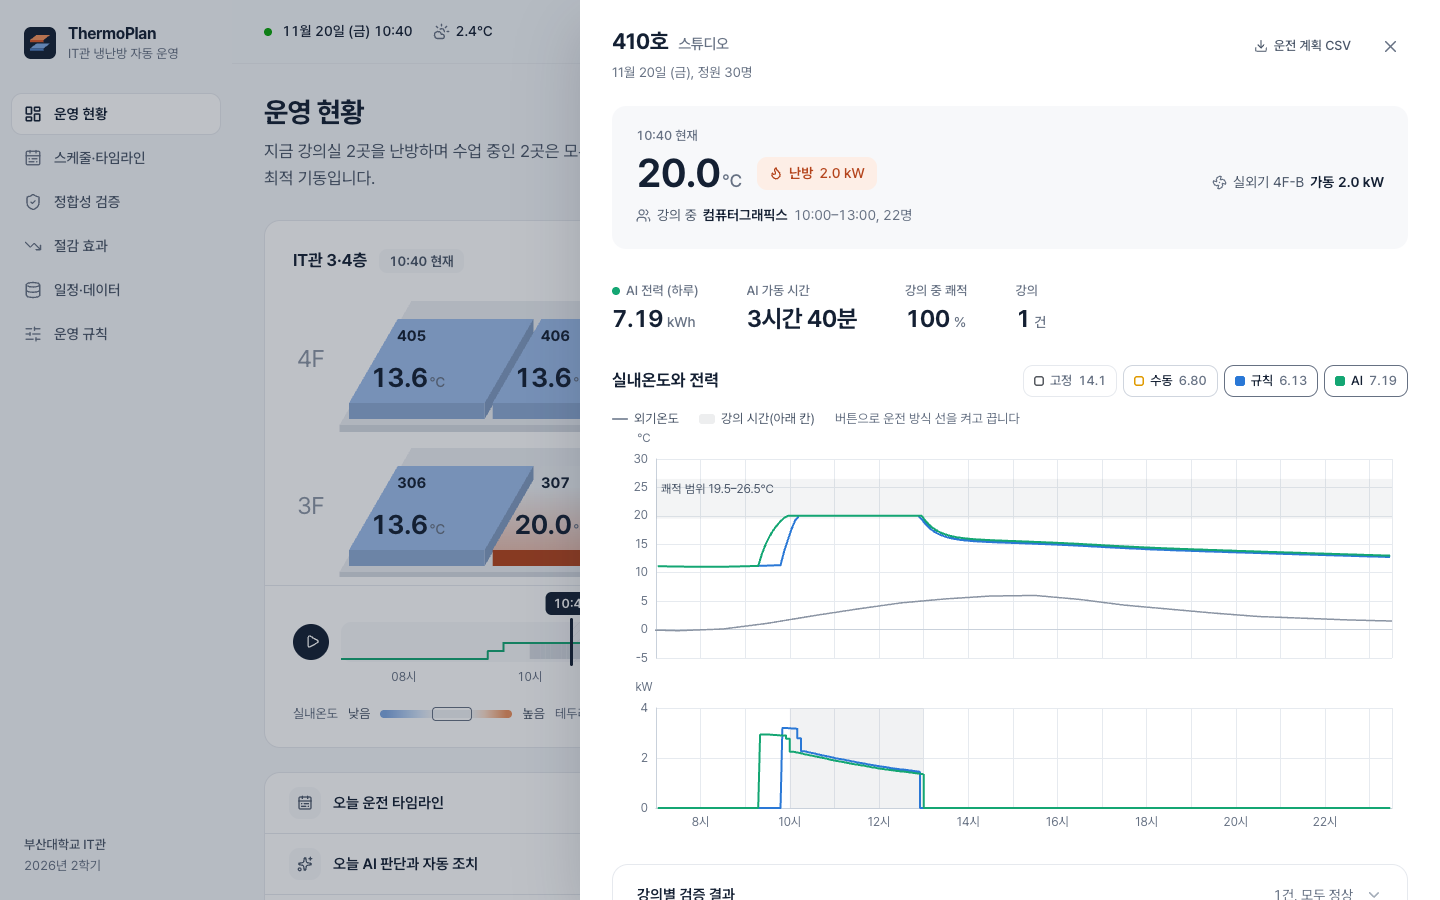 ThermoPlan
IT관 냉난방 자동 운영
운영 현황
스케줄·타임라인
정합성 검증
절감 효과
일정·데이터
운영 규칙
부산대학교 IT관
2026년 2학기
11월 20일 (금) 10:40
2.4°C
운영 현황
지금 강의실 2곳을 난방하며 수업 중인 2곳은 모
최적 기동입니다.
IT관 3·4층
10:40 현재
4F
405
13.6°C
406
13.6°C
3F
306
13.6°C
307
20.0°
10:4
08시
10시
실내온도
낮음
높음
오늘 운전 타임라인
오늘 AI 판단과 자동 조치
410호 스튜디오
운전 계획 CSV
11월 20일 (금), 정원 30명
10:40 현재
20.0°C
난방 2.0 kW
실외기 4F-B 가동 2.0 kW
강의 중 컴퓨터그래픽스 10:00–13:00, 22명
AI 전력 (하루)
7.19 kWh
AI 가동 시간
3시간 40분
강의 중 쾌적
100 %
강의
1 건
실내온도와 전력
고정 14.1
수동 6.80
규칙 6.13
AI 7.19
외기온도
강의 시간(아래 칸)
버튼으로 운전 방식 선을 켜고 끕니다
°C
30
25
20
15
10
5
0
-5
쾌적 범위 19.5–26.5°C
kW
4
2
0
8시
10시
12시
14시
16시
18시
20시
22시
강의별 검증 결과
1건, 모두 정상